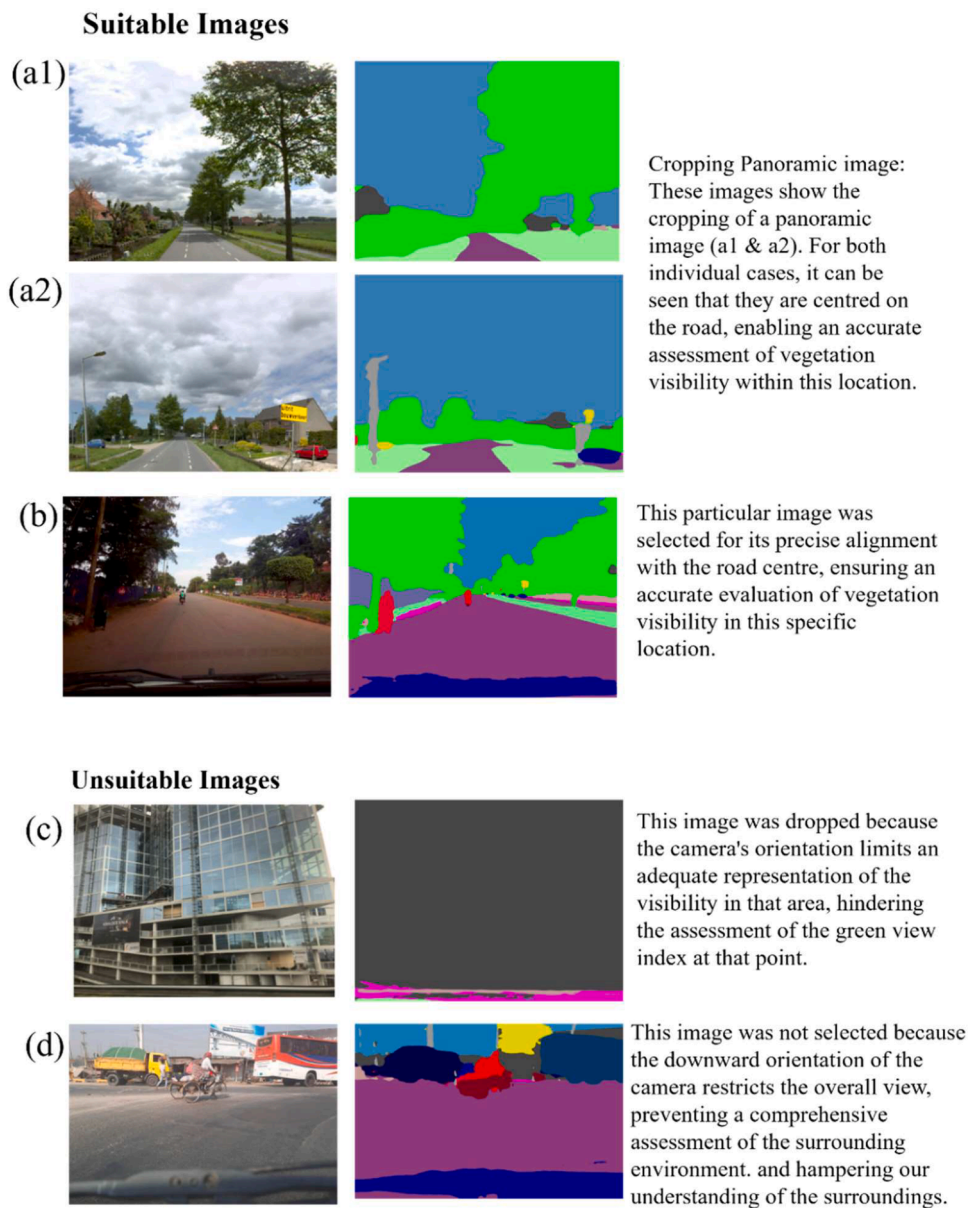 Suitable Images
(a1)
Cropping Panoramic image:
These images show the
cropping of a panoramic
image (a1 & a2). For both
individual cases, it can be
seen that they are centred on
the road, enabling an accurate
assessment of vegetation
visibility within this location.
(a2)
(b)
This particular image was
selected for its precise alignment
with the road centre, ensuring an
accurate evaluation of vegetation
visibility in this specific
location.
Unsuitable Images
(c)
This image was dropped because
the camera's orientation limits an
adequate representation of the
visibility in that area, hindering
the assessment of the green view
index at that point.
(d)
This image was not selected because
the downward orientation of the
camera restricts the overall view,
preventing a comprehensive
assessment of the surrounding
environment. and hampering our
understanding of the surroundings.